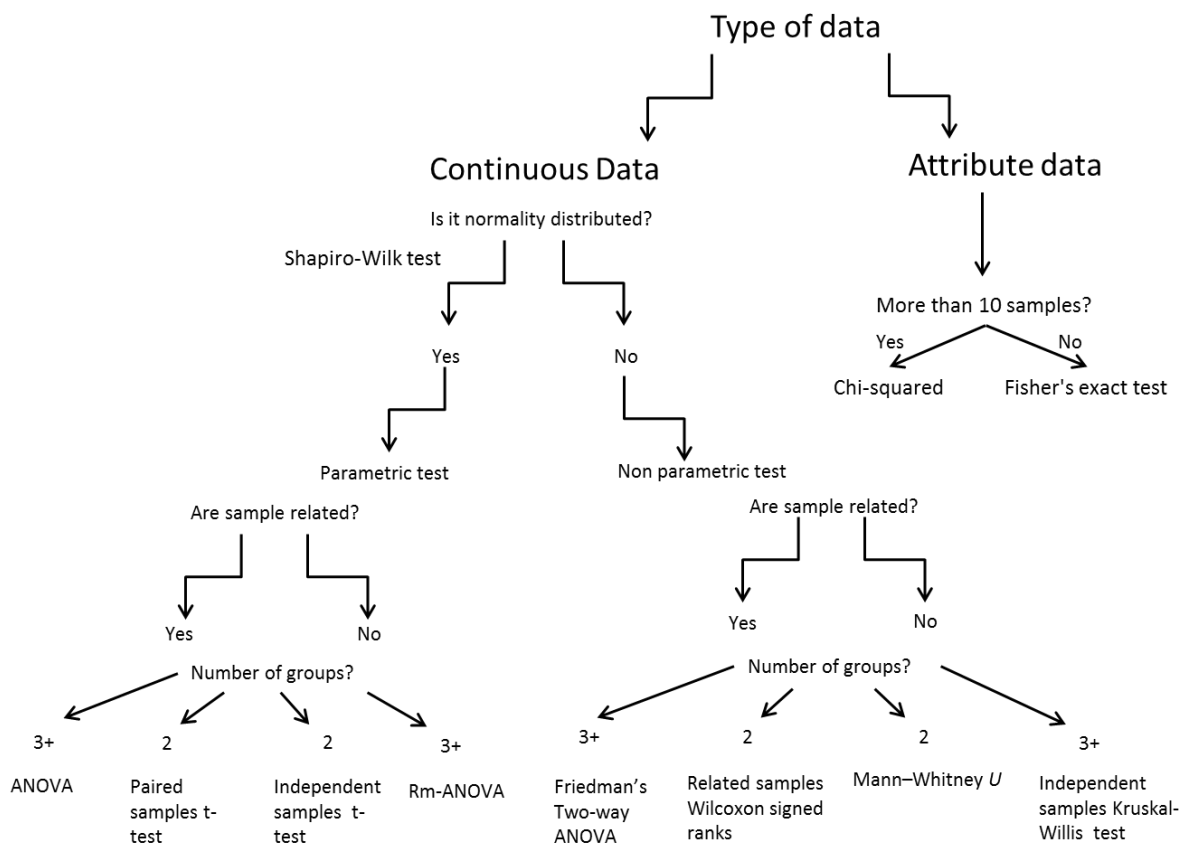 Type of data
Continuous Data
Attribute data
Is it normality distributed?
Shapiro-Wilk test
More than 10 samples?
Yes
No
Chi-squared
Fisher's exact test
Yes
No
Parametric test
Non parametric test
Are sample related?
Are sample related?
Yes
No
Yes
No
Number of groups?
Number of groups?
3+
2
2
3+
3+
2
2
3+
ANOVA
Paired
samples t-
test
Independent
samples t-
test
Rm-ANOVA
Friedman’s
Two-way
ANOVA
Related samples
Wilcoxon signed
ranks
Mann–Whitney U
Independent
samples Kruskal-
Willis test